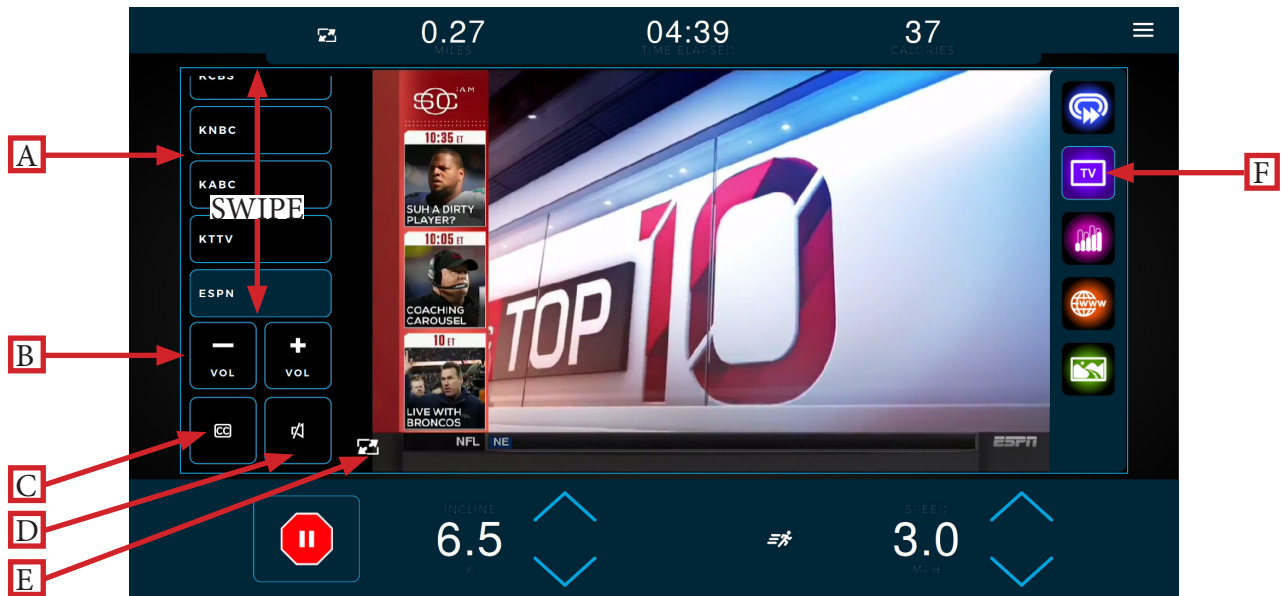 0.27
MILES
04:39
TIME ELAPSED
37
CALORIES
KCBS
A
KNBC
KABC
SWIPE
KTTV
ESPN
B
VOL
VOL
CC
C
D
E
10:35 ET
SUH A DIRTY
PLAYER?
10:05 ET
COACHING
CAROUSEL
10 ET
LIVE WITH
BRONCOS
TOP
10
NFL NE
ESPN
TV
F
www
INCLINE
6.5
%
SPEED
3.0
MPH